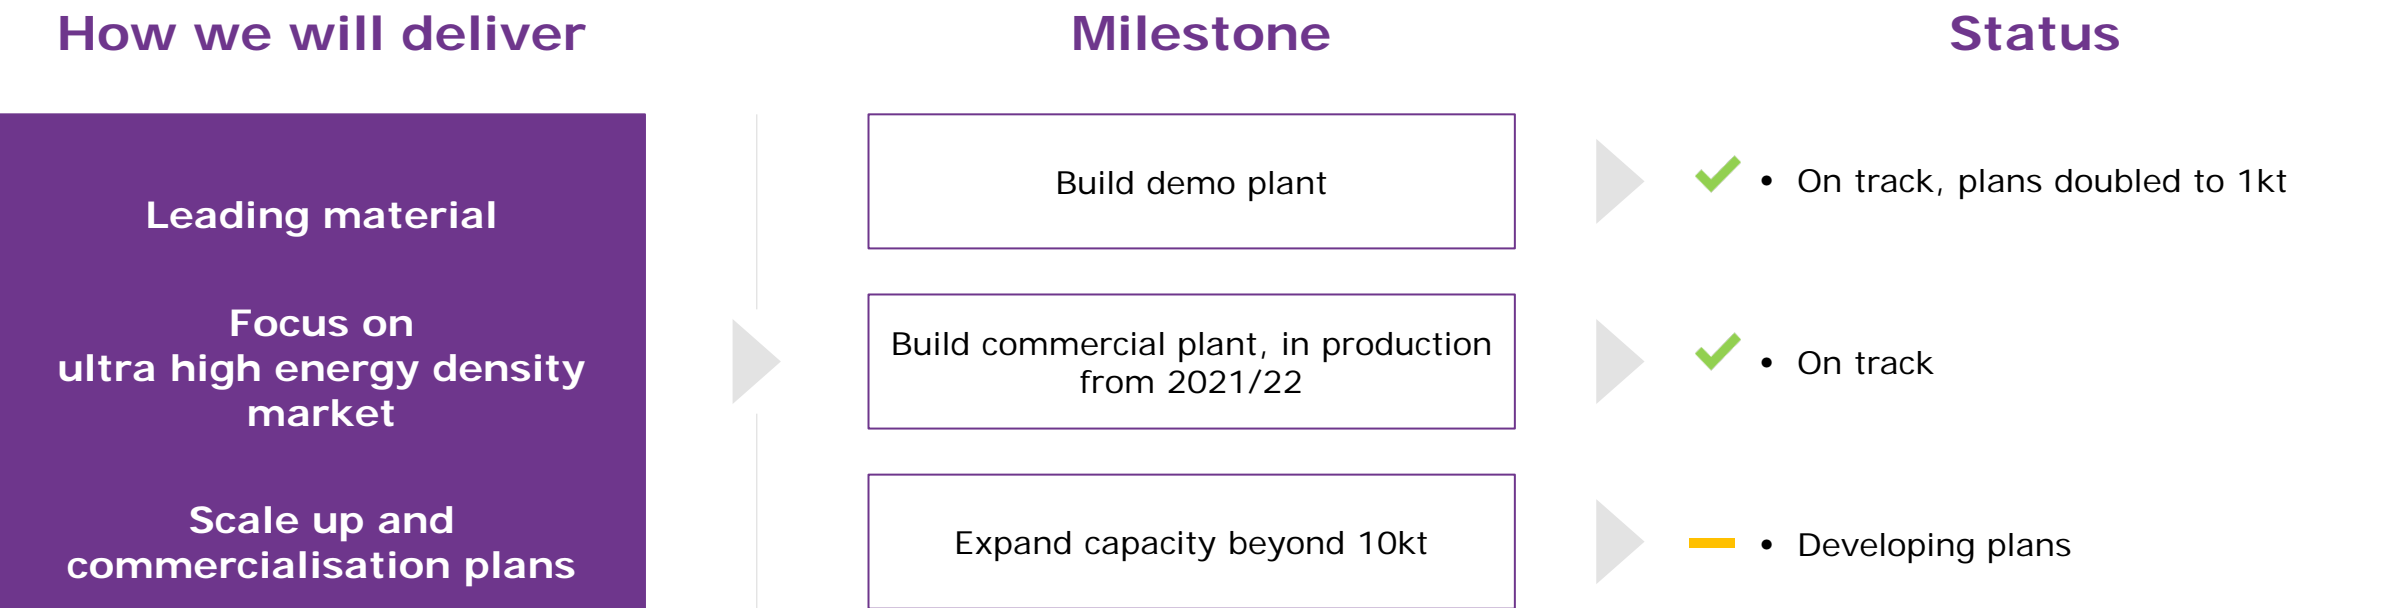 How we will deliver
Milestone
Status
Leading material
Focus on
ultra high energy density
market
Scale up and
commercialisation plans
Build demo plant
• On track, plans doubled to 1kt
Build commercial plant, in production
from 2021/22
• On track
Expand capacity beyond 10kt
• Developing plans